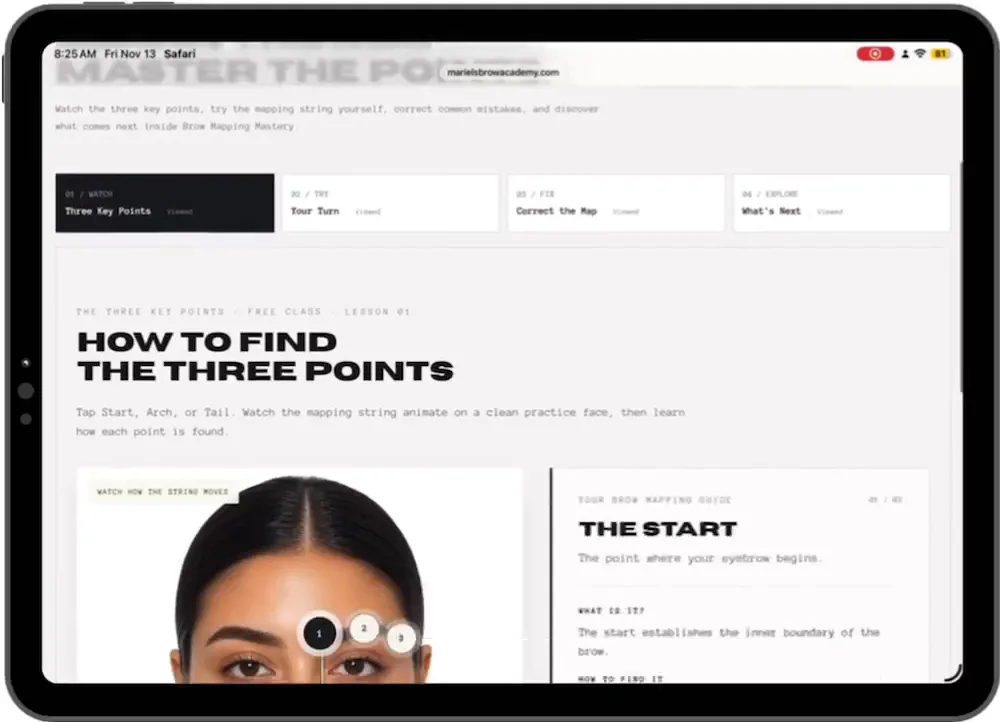 8:25 AM Fri Nov 13 Safari
81
MASTER THE
marielsbrowacademy.com
Watch the three key points, try the mapping string yourself, correct common mistakes, and discover
what comes next inside Brow Mapping Mastery
01 / WATCH
Three Key Points Viewed
02 / TRY
Your Turn Viewed
03 / FIX
Correct the Map Viewed
04 / EXPLORE
What's Next Viewed
THE THREE KEY POINTS · FREE CLASS · LESSON 01
HOW TO FIND
THE THREE POINTS
Tap Start, Arch, or Tail. Watch the mapping string animate on a clean practice face, then learn
how each point is found.
WATCH HOW THE STRING MOVES
1
2
3
YOUR BROW MAPPING GUIDE
01 / 03
THE START
The point where your eyebrow begins.
WHAT IS IT?
The start establishes the inner boundary of the
brow.
HOW TO FIND IT